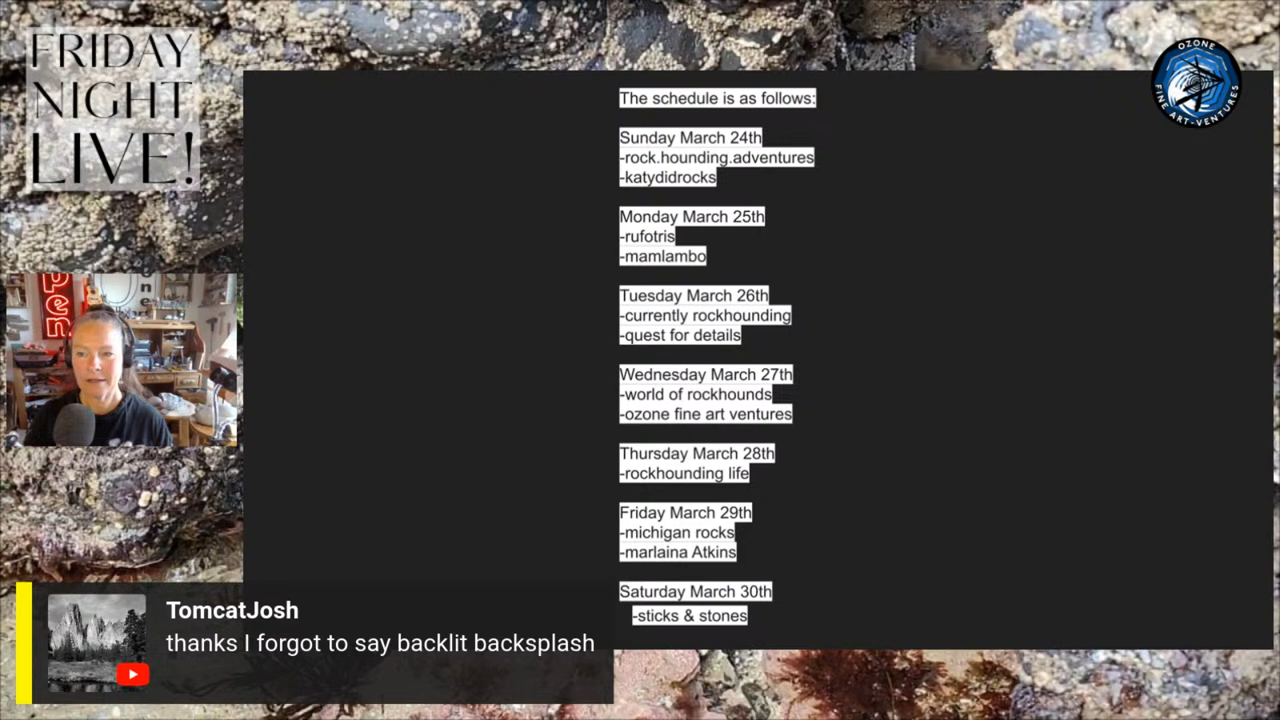 FRIDAY
NIGHT
LIVE!
OZONE
FINE ART-VENTURES
The schedule is as follows:
Sunday March 24th
-rock.hounding.adventures
-katydidrocks
Monday March 25th
-rufotris
-mamlambo
Tuesday March 26th
-currently rockhounding
-quest for details
Wednesday March 27th
-world of rockhounds
-ozone fine art ventures
Thursday March 28th
-rockhounding life
Friday March 29th
-michigan rocks
-marlaina Atkins
Saturday March 30th
-sticks & stones
pen
one
TomcatJosh
thanks I forgot to say backlit backsplash